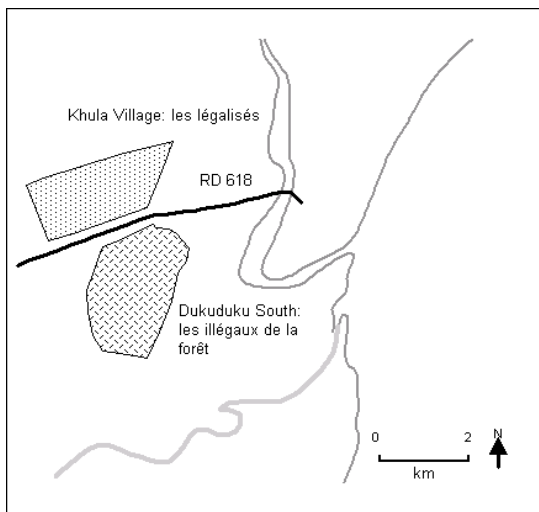 Khula Village: les légalisés
RD 618
Dukuduku South:
les illégaux de la
forêt
0 2 N
km